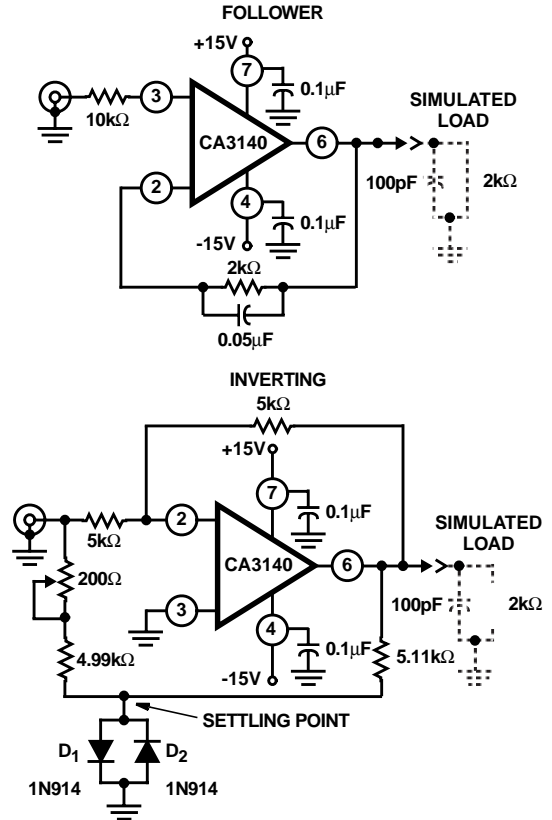 FOLLOWER
+15V
7
0.1µF
3
10kΩ
CA3140
6
SIMULATED
LOAD
100pF
2kΩ
2
4
0.1µF
-15V
2kΩ
0.05µF
INVERTING
5kΩ
+15V
7
0.1µF
5kΩ
2
CA3140
6
SIMULATED
LOAD
200Ω
100pF
2kΩ
3
4
0.1µF
4.99kΩ
-15V
5.11kΩ
SETTLING POINT
D1
D2
1N914
1N914